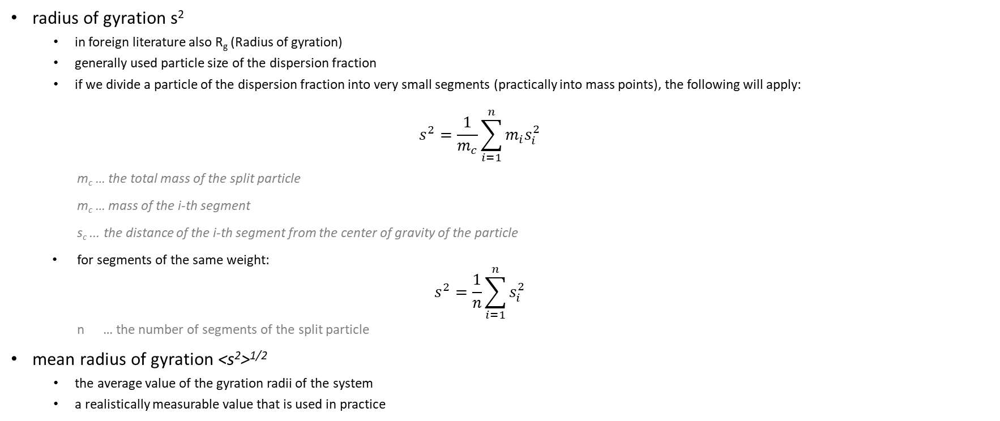 • radius of gyration s²
• in foreign literature also R_g (Radius of gyration)
• generally used particle size of the dispersion fraction
• if we divide a particle of the dispersion fraction into very small segments (practically into mass points), the following will apply:
s² = \frac{1}{m_c} \sum_{i=1}^{n} m_i s_i^2
m_c ... the total mass of the split particle
m_c ... mass of the i-th segment
s_c ... the distance of the i-th segment from the center of gravity of the particle
• for segments of the same weight:
s² = \frac{1}{n} \sum_{i=1}^{n} s_i^2
n ... the number of segments of the split particle
• mean radius of gyration <s²>^{1/2}
• the average value of the gyration radii of the system
• a realistically measurable value that is used in practice